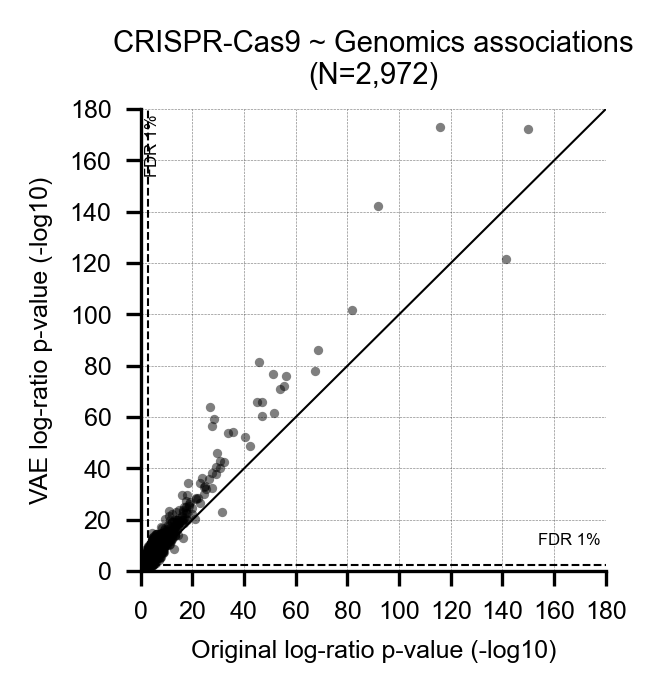 CRISPR-Cas9 ~ Genomics associations
(N=2,972)
180
160
140
120
100
80
60
40
20
0
VAE log-ratio p-value (-log10)
FDR 1%
FDR 1%
0 20 40 60 80 100 120 140 160 180
Original log-ratio p-value (-log10)